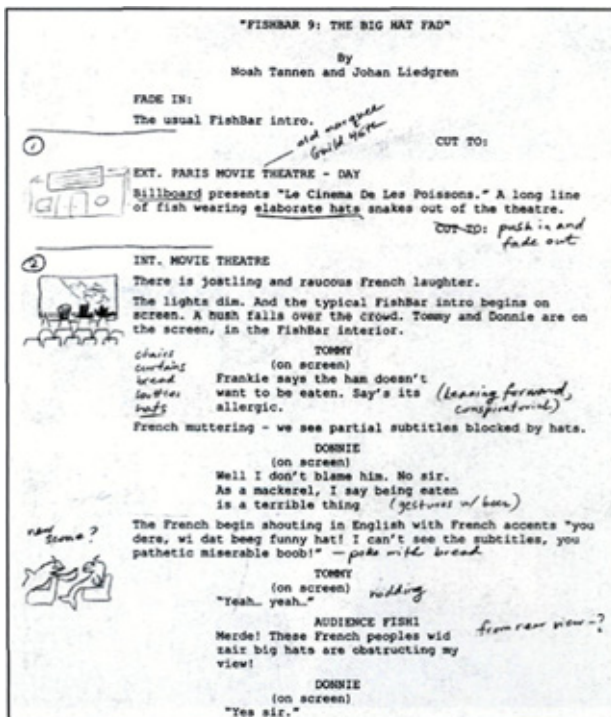 "FISHBAR 9: THE BIG HAT FAD"
By
Noah Tannen and Johan Liedgren
FADE IN:
The usual FishBar intro.
old marquee
Guild 45th
CUT TO:
1
EXT. PARIS MOVIE THEATRE - DAY
Billboard presents "Le Cinema De Les Poissons." A long line
of fish wearing elaborate hats snakes out of the theatre.
CUT TO: push in and
fade out
2
INT. MOVIE THEATRE
There is jostling and raucous French laughter.
The lights dim. And the typical FishBar intro begins on
screen. A hush falls over the crowd. Tommy and Donnie are on
the screen, in the FishBar interior.
chairs
curtains
bread
bottles
hats
TOMMY
(on screen)
Frankie says the ham doesn't
want to be eaten. Say's its
allergic.
(leaning forward,
conspiratorial)
French muttering - we see partial subtitles blocked by hats.
DONNIE
(on screen)
Well I don't blame him. No sir.
As a mackerel, I say being eaten
is a terrible thing (gestures w/ beer)
new
scene?
The French begin shouting in English with French accents "you
dere, wi dat beeg funny hat! I can't see the subtitles, you
pathetic miserable boob!" - poke with bread
TOMMY
(on screen) nodding
"Yeah… yeah…"
AUDIENCE FISH1
Merde! These French peoples wid
zair big hats are obstructing my
view!
from new view-?
DONNIE
(on screen)
"Yes sir."